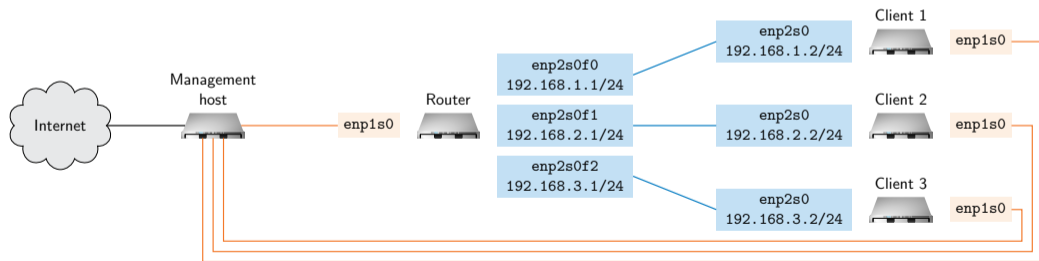 Internet
Management
host
enp1s0
Router
enp2s0f0
192.168.1.1/24
enp2s0f1
192.168.2.1/24
enp2s0f2
192.168.3.1/24
enp2s0
192.168.1.2/24
Client 1
enp1s0
enp2s0
192.168.2.2/24
Client 2
enp1s0
enp2s0
192.168.3.2/24
Client 3
enp1s0